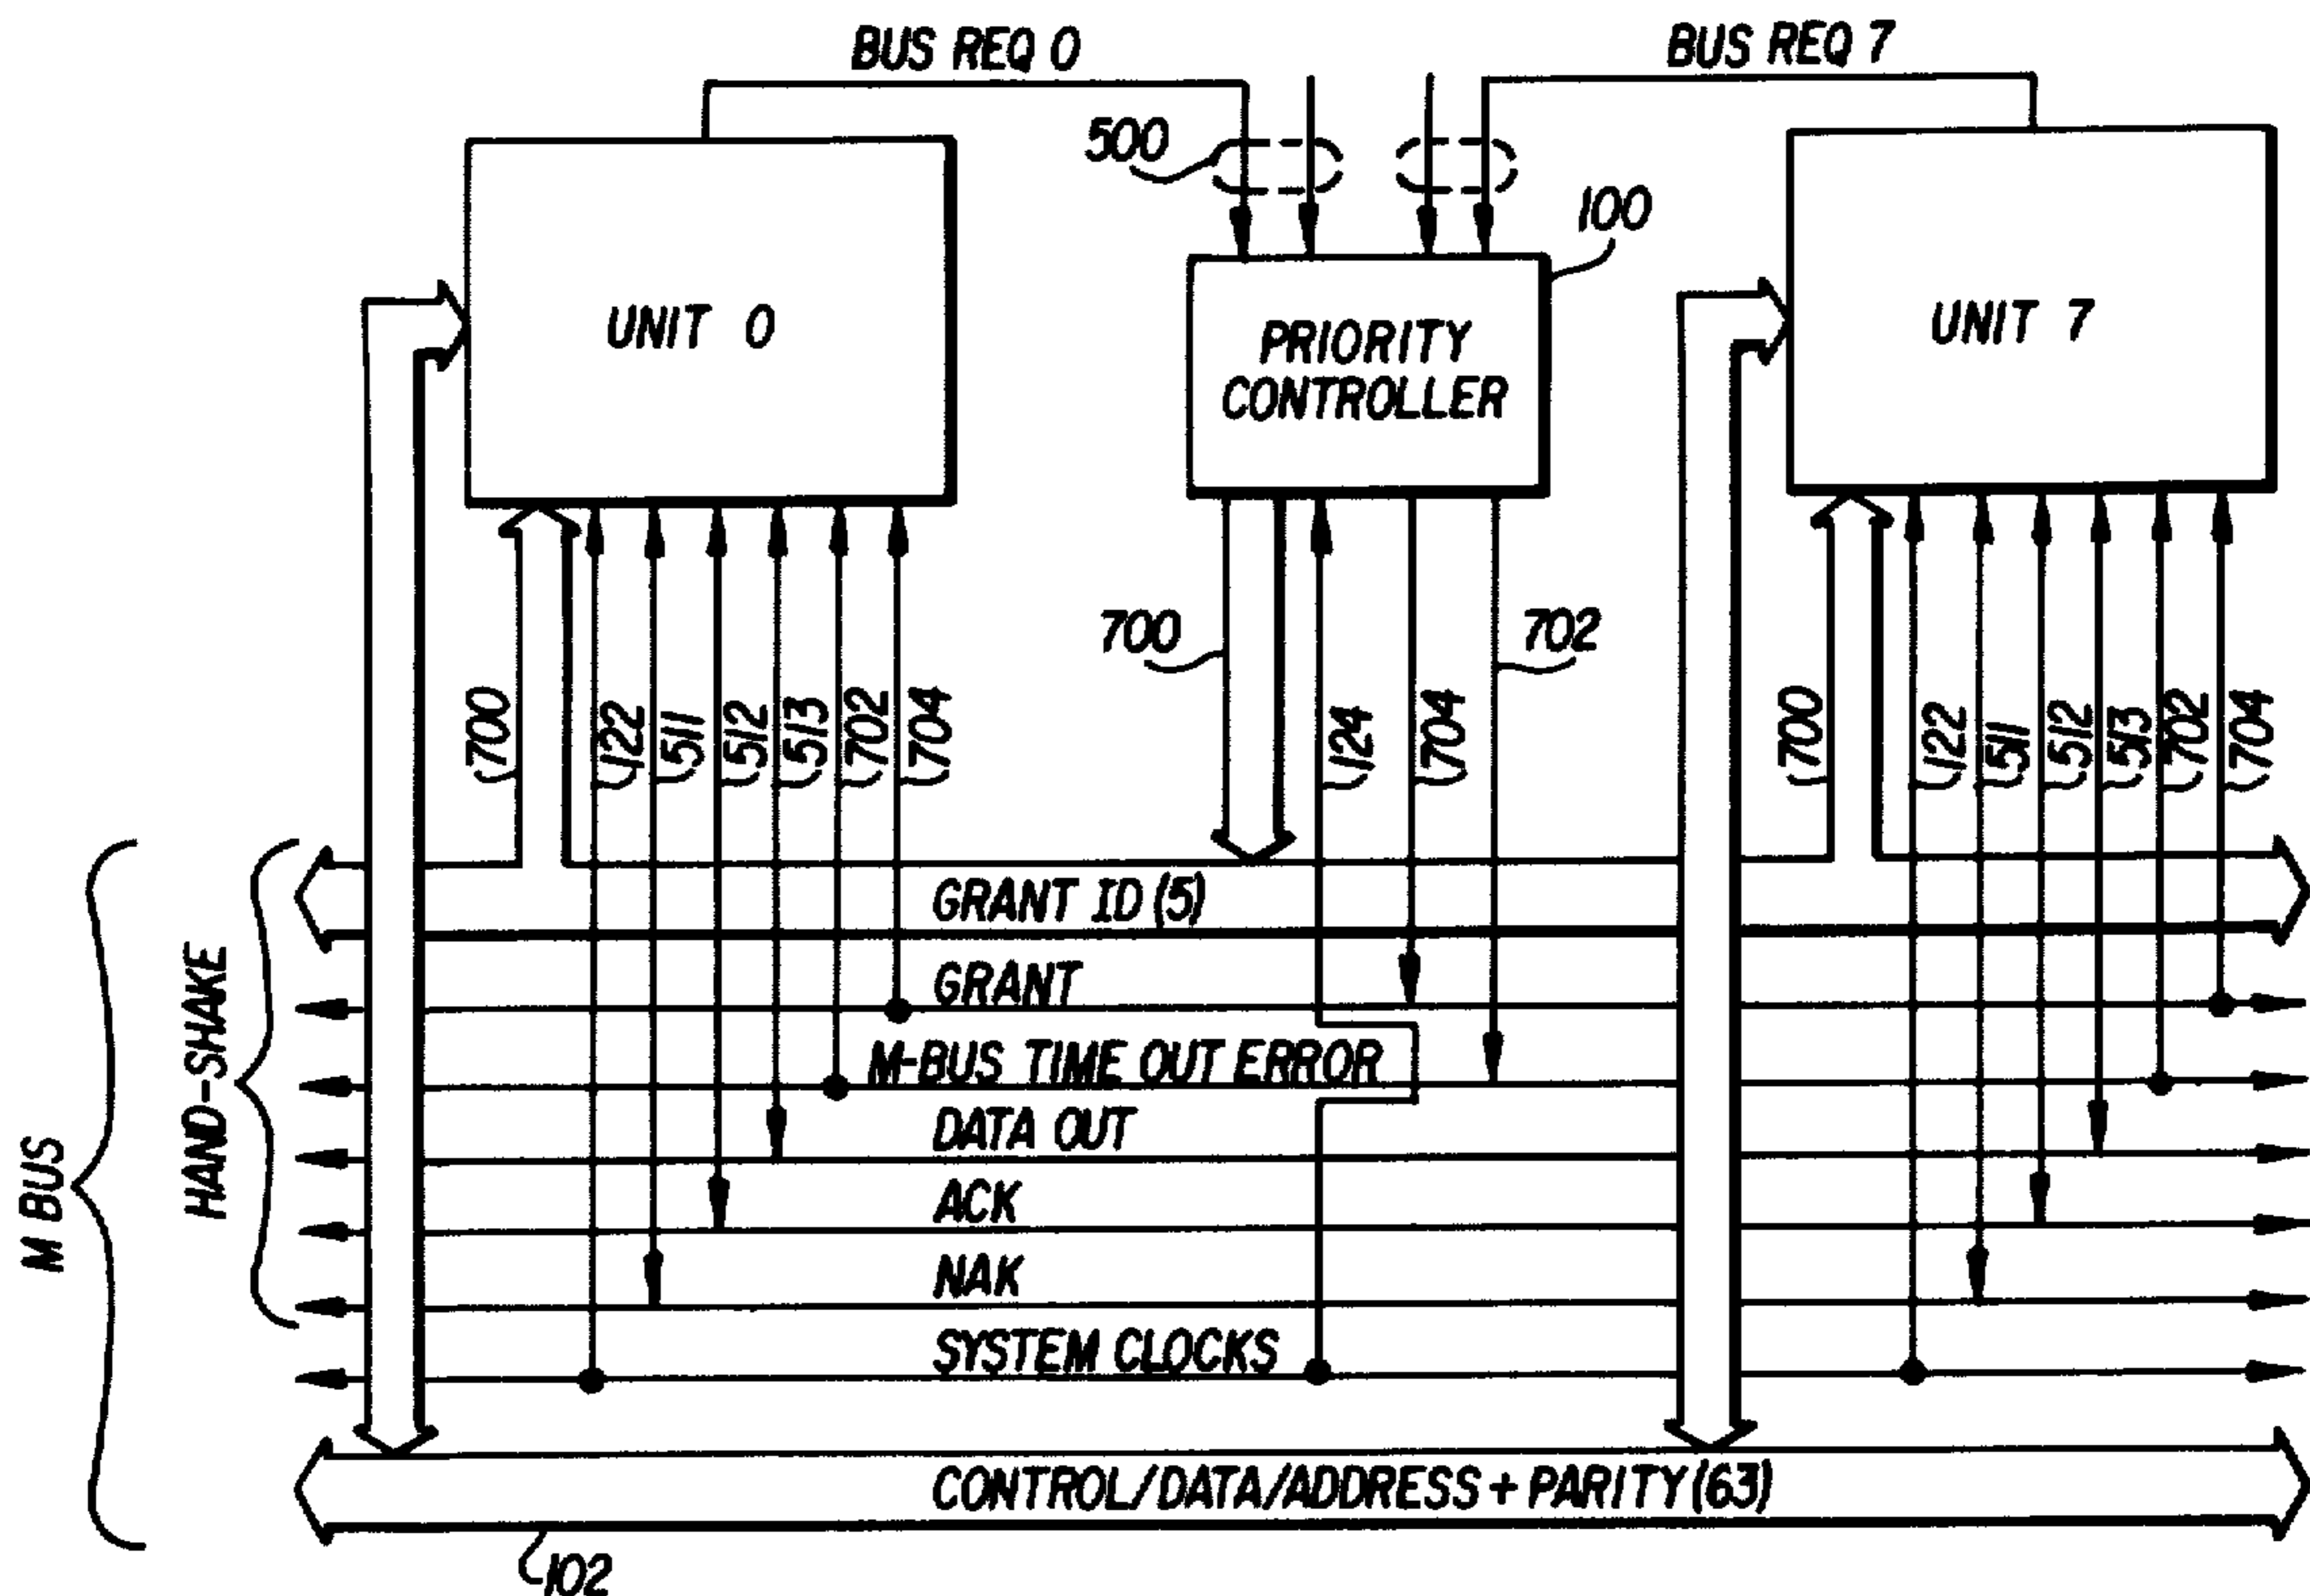 BUS REQ 0
BUS REQ 7
500
100
UNIT 0
PRIORITY
CONTROLLER
UNIT 7
700
702
700
122
511
512
513
702
704
124
704
700
122
511
512
513
702
704
M BUS
HAND-SHAKE
GRANT ID (5)
GRANT
M-BUS TIME OUT ERROR
DATA OUT
ACK
NAK
SYSTEM CLOCKS
CONTROL/DATA/ADDRESS + PARITY (63)
102